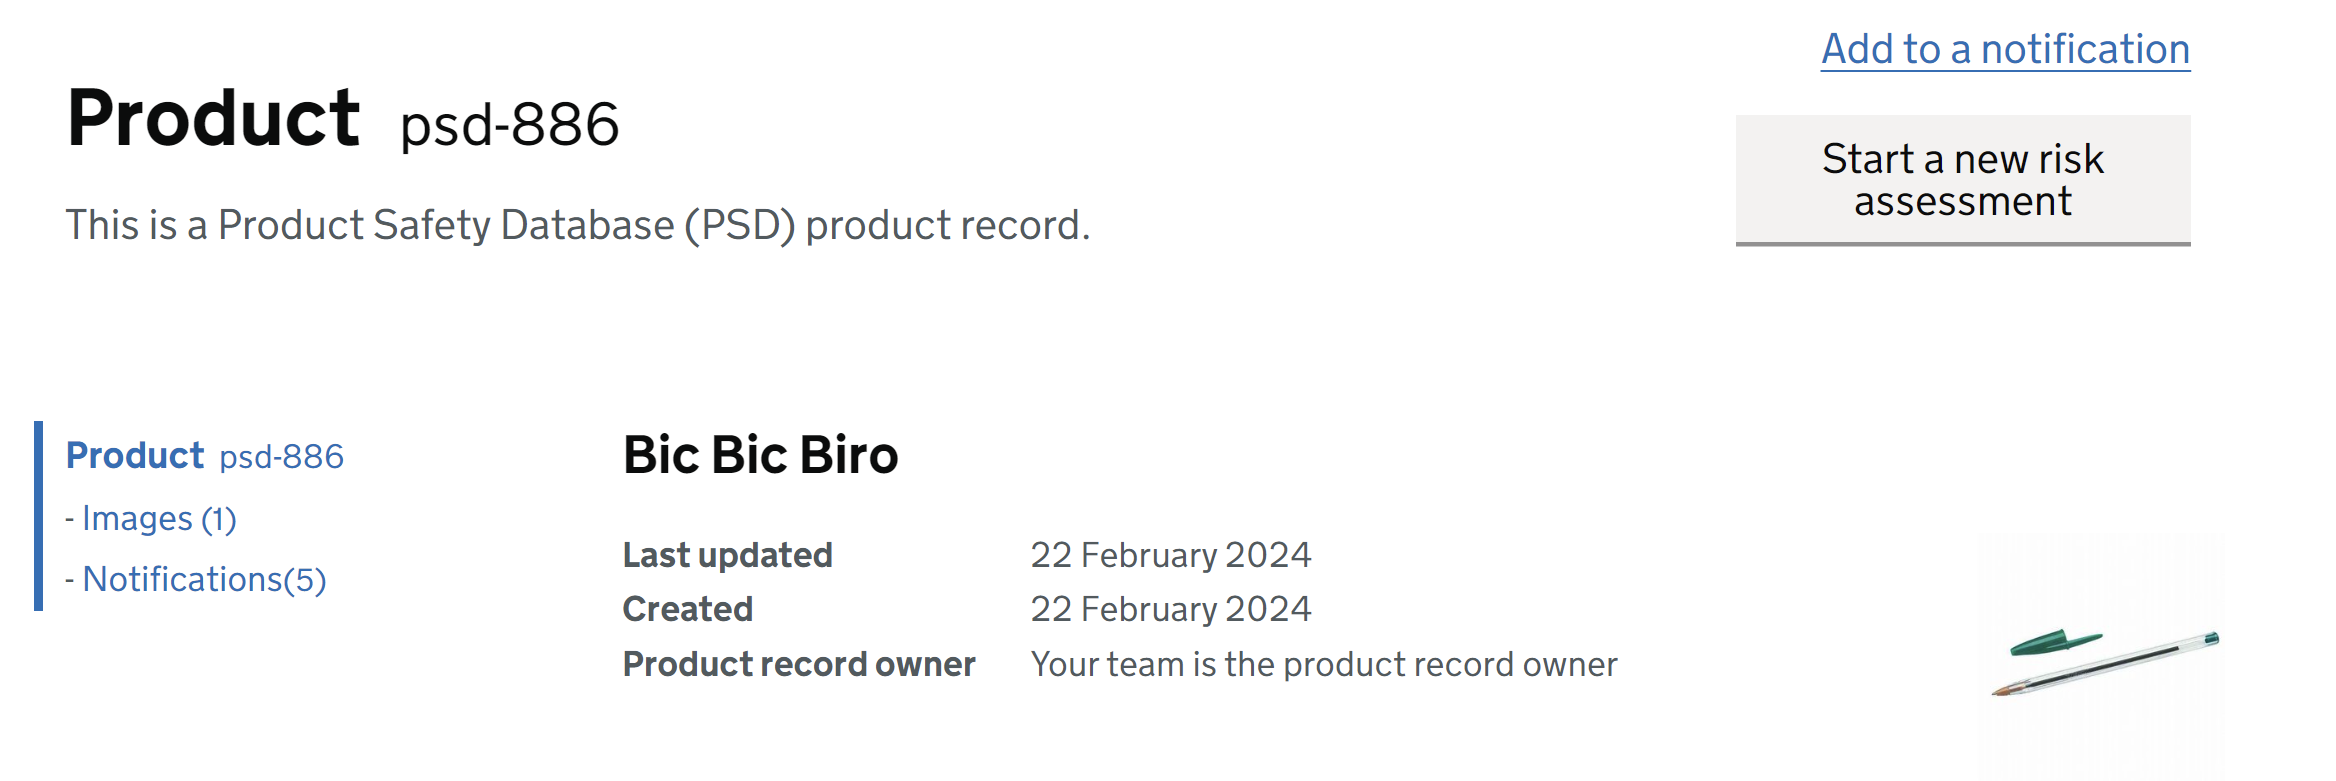 Add to a notification
Product psd-886
Start a new risk
assessment
This is a Product Safety Database (PSD) product record.
Product psd-886
- Images (1)
- Notifications(5)
Bic Bic Biro
Last updated 22 February 2024
Created 22 February 2024
Product record owner Your team is the product record owner